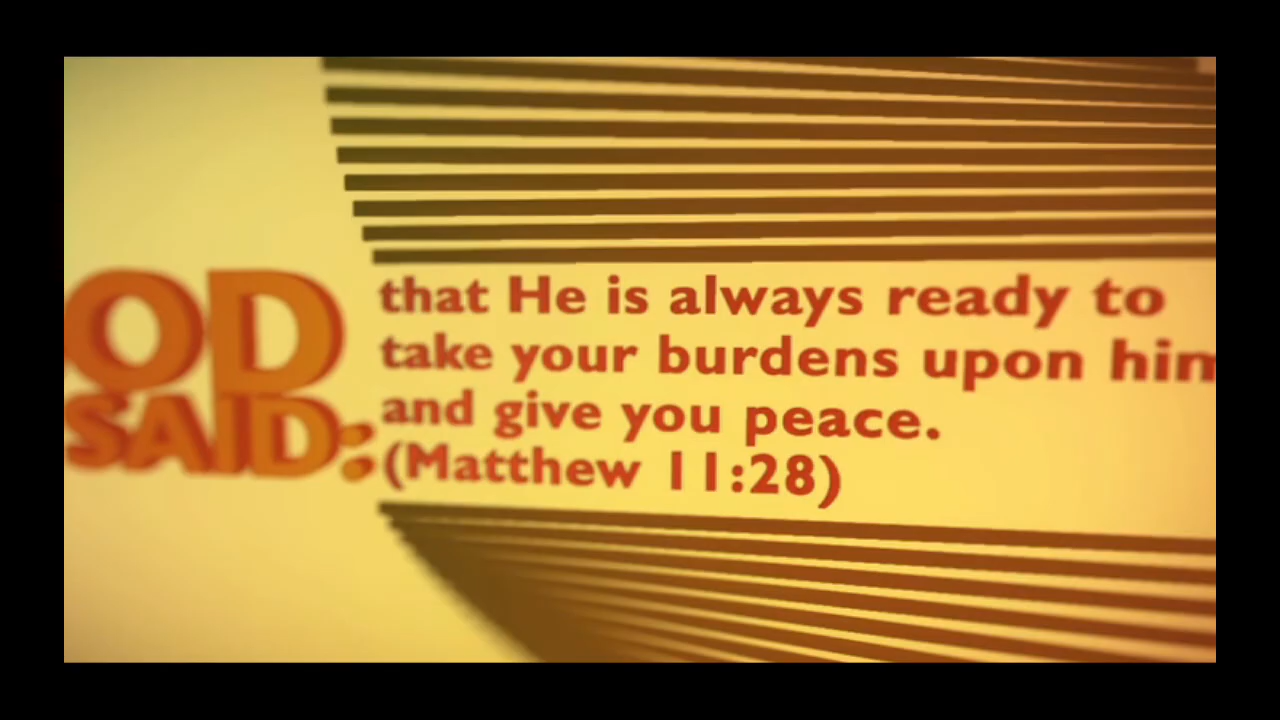 OD
SAID:
that He is always ready to
take your burdens upon him
and give you peace.
(Matthew 11:28)